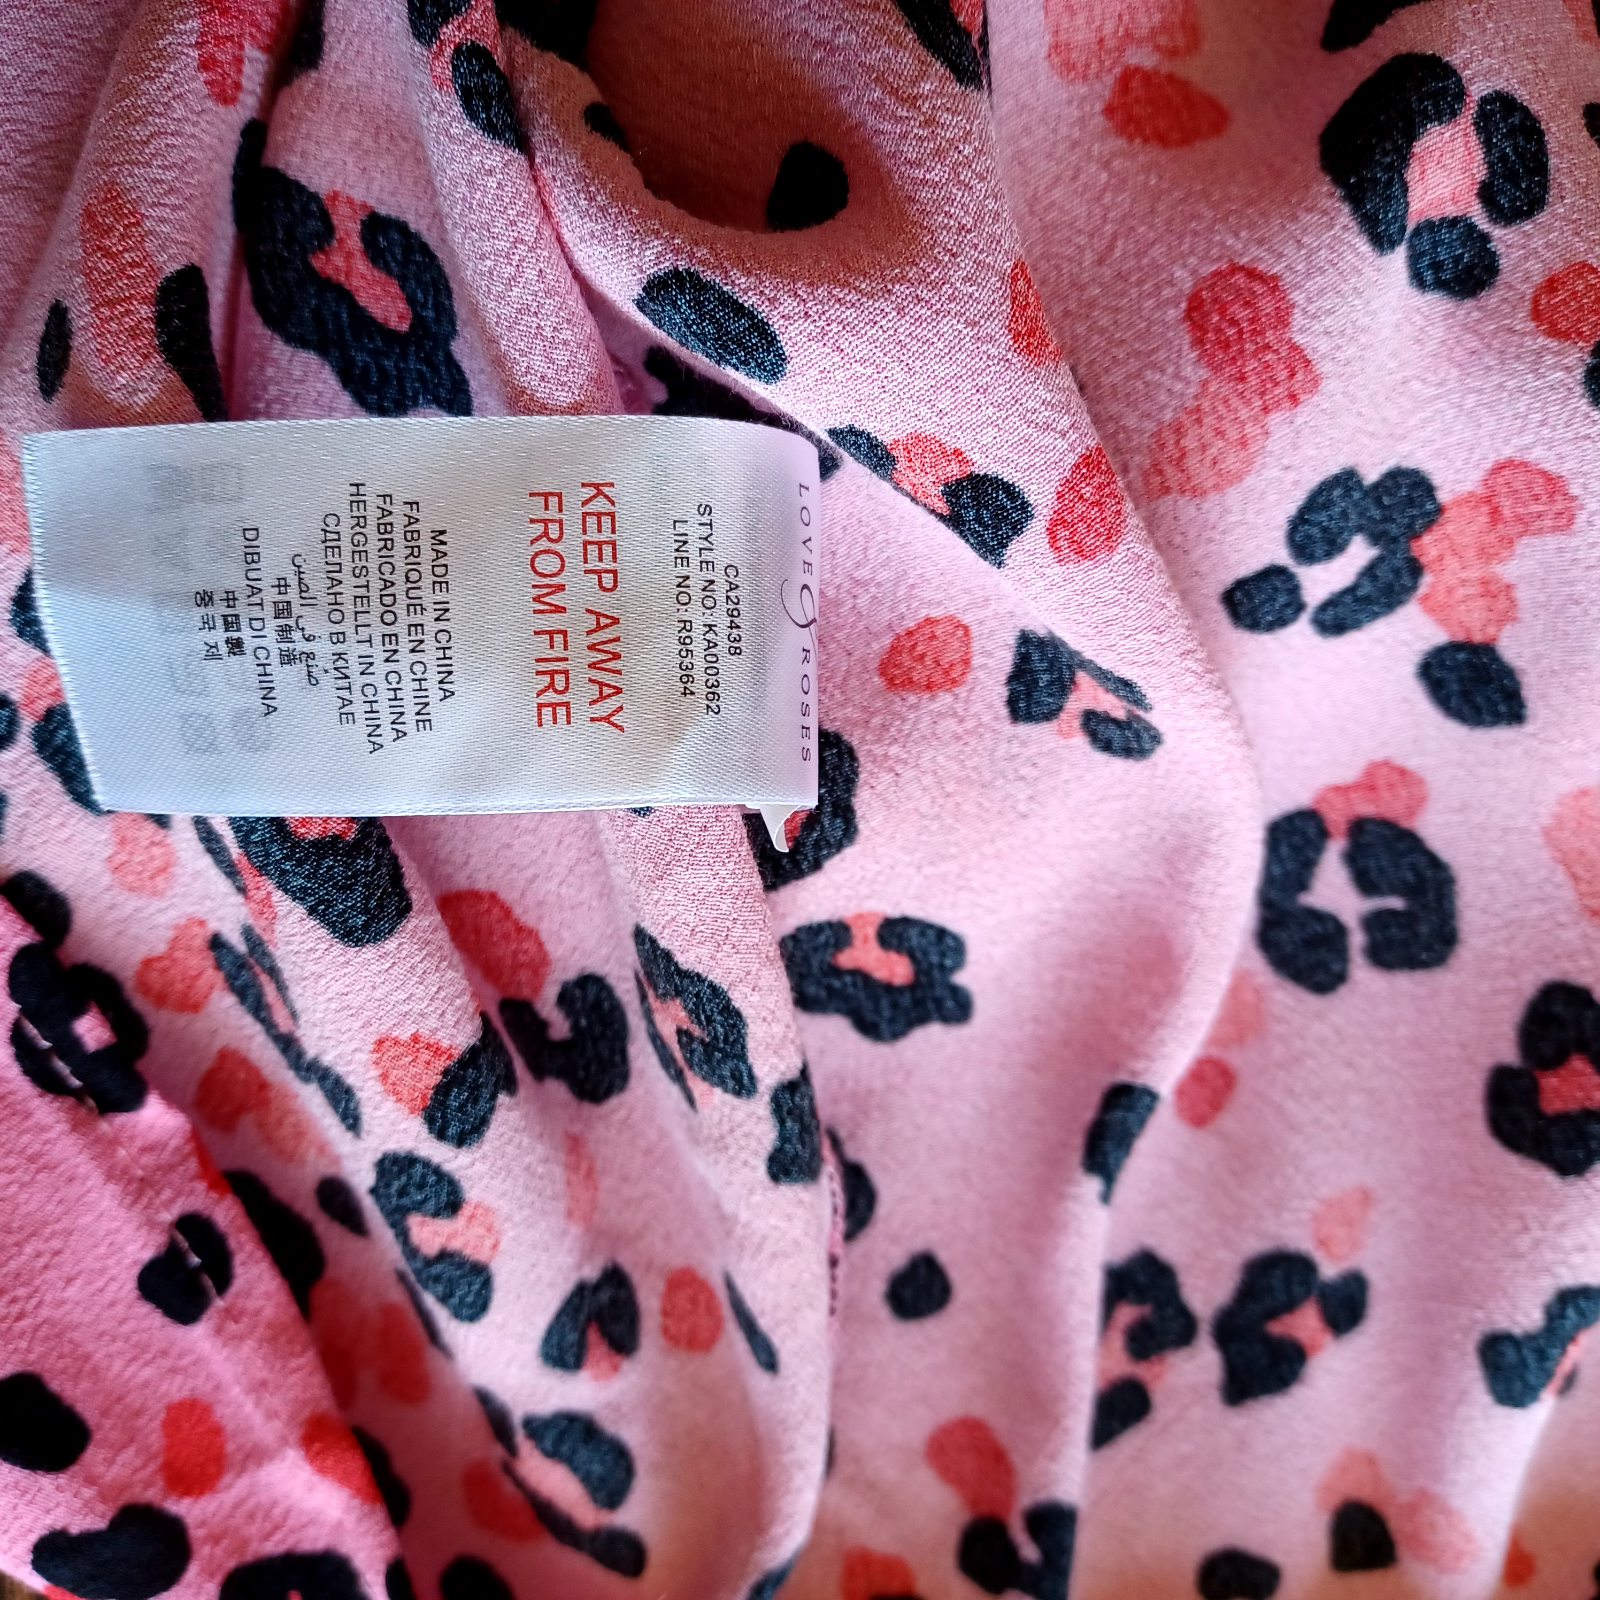 LOVE & ROSES
CA29438
STYLE NO: KA00362
LINE NO: R95364
KEEP AWAY
FROM FIRE
MADE IN CHINA
FABRIQUÉ EN CHINE
FABRICADO EN CHINA
HERGESTELLT IN CHINA
СДЕЛАНО В КИТАЕ
صُنع في الصين
中国制造
DIBUAT DI CHINA
中国製
중국 제